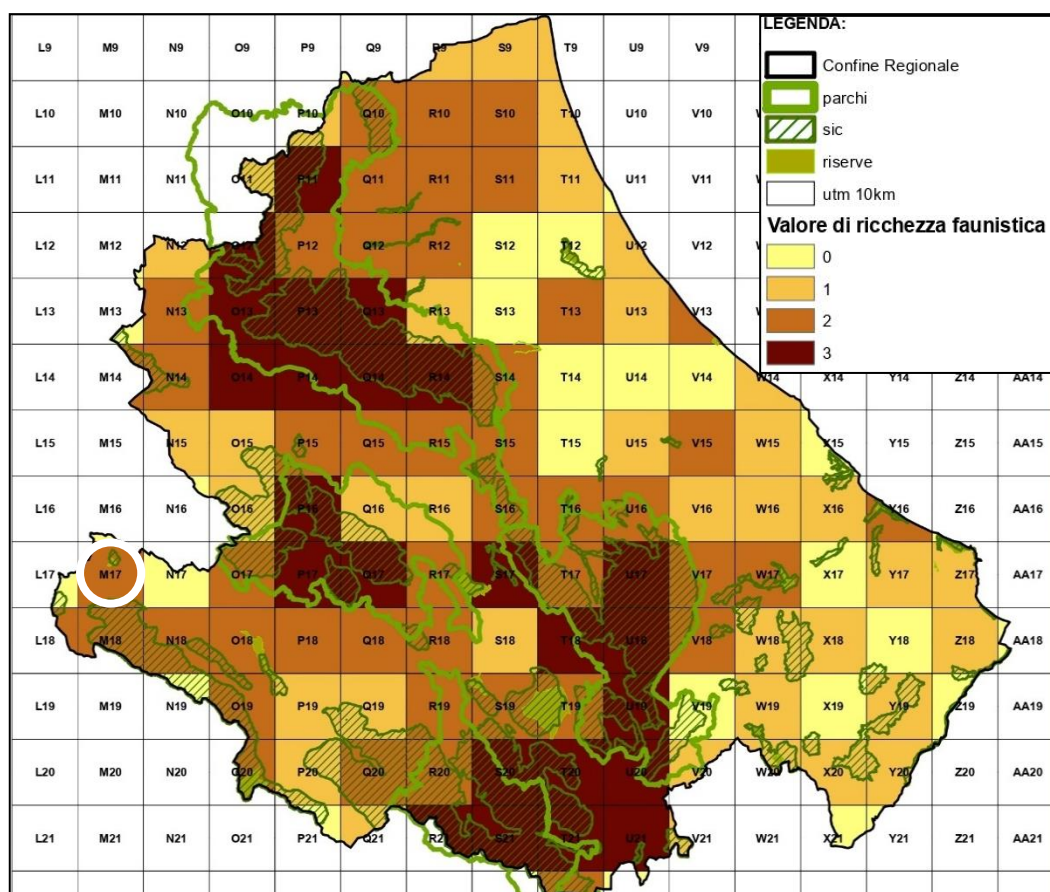 LEGENDA:
Confine Regionale
parchi
sic
riserve
utm 10km
Valore di ricchezza faunistica
0
1
2
3
L9 M9 N9 O9 P9 Q9 R9 S9 T9 U9 V9
L10 M10 N10 O10 P10 Q10 R10 S10 T10 U10 V10
L11 M11 N11 O11 P11 Q11 R11 S11 T11 U11 V11
L12 M12 N12 O12 P12 Q12 R12 S12 T12 U12 V12
L13 M13 N13 O13 P13 Q13 R13 S13 T13 U13 V13
L14 M14 N14 O14 P14 Q14 R14 S14 T14 U14 V14 W14 X14 Y14 Z14 AA14
L15 M15 N15 O15 P15 Q15 R15 S15 T15 U15 V15 W15 X15 Y15 Z15 AA15
L16 M16 N16 O16 P16 Q16 R16 S16 T16 U16 V16 W16 X16 Y16 Z16 AA16
L17 M17 N17 O17 P17 Q17 R17 S17 T17 U17 V17 W17 X17 Y17 Z17 AA17
L18 M18 N18 O18 P18 Q18 R18 S18 T18 U18 V18 W18 X18 Y18 Z18 AA18
L19 M19 N19 O19 P19 Q19 R19 S19 T19 U19 V19 W19 X19 Y19 Z19 AA19
L20 M20 N20 O20 P20 Q20 R20 S20 T20 U20 V20 W20 X20 Y20 Z20 AA20
L21 M21 N21 O21 P21 Q21 R21 S21 T21 U21 V21 W21 X21 Y21 Z21 AA21